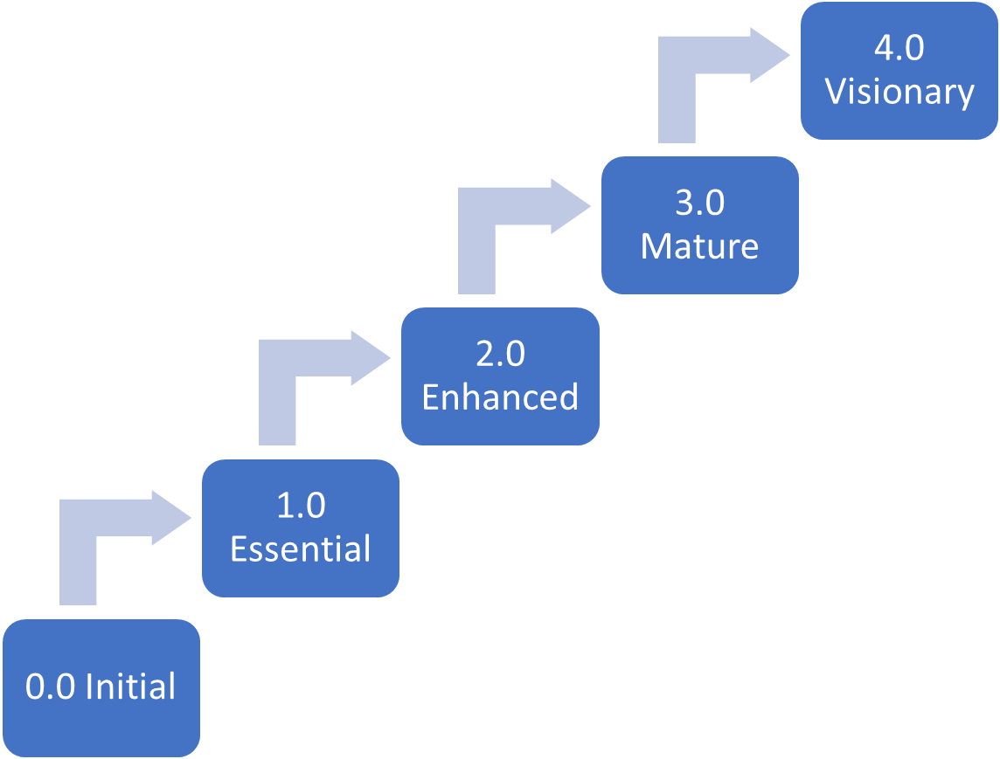 4.0
Visionary
3.0
Mature
2.0
Enhanced
1.0
Essential
0.0 Initial